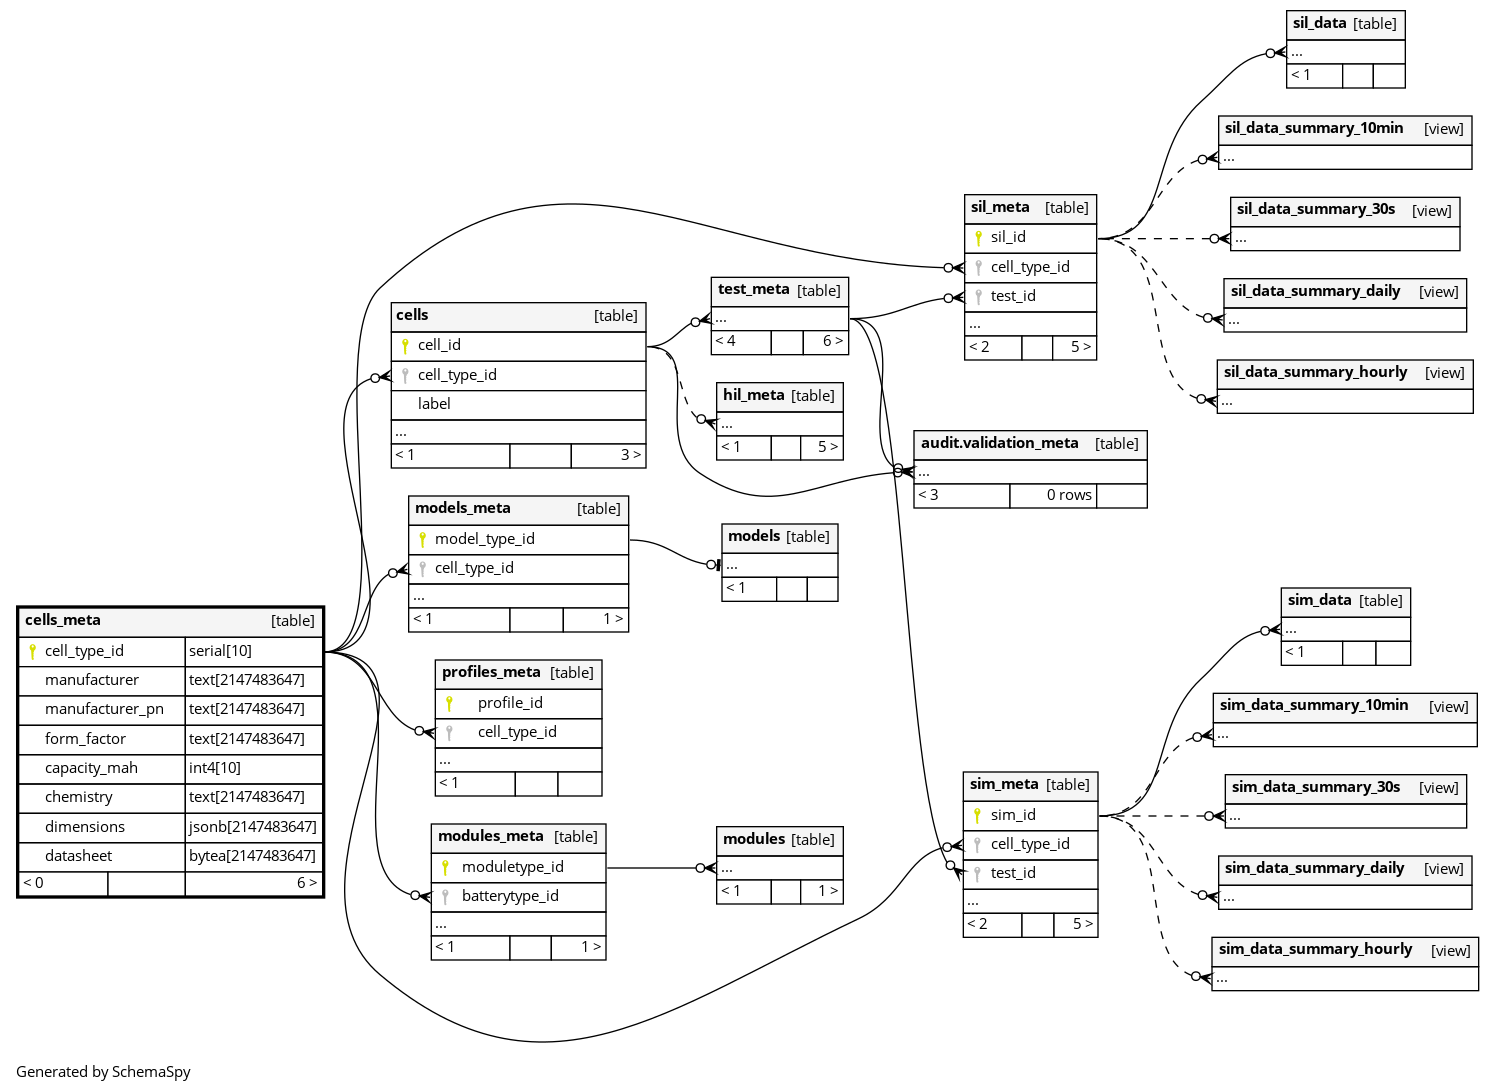 cells_meta [table]
cell_type_id serial[10]
manufacturer text[2147483647]
manufacturer_pn text[2147483647]
form_factor text[2147483647]
capacity_mah int4[10]
chemistry text[2147483647]
dimensions jsonb[2147483647]
datasheet bytea[2147483647]
< 0 6 >
cells [table]
cell_id
cell_type_id
label
...
< 1 3 >
models_meta [table]
model_type_id
cell_type_id
...
< 1 1 >
profiles_meta [table]
profile_id
cell_type_id
...
< 1
modules_meta [table]
moduletype_id
batterytype_id
...
< 1 1 >
test_meta [table]
...
< 4 6 >
hil_meta [table]
...
< 1 5 >
models [table]
...
< 1
modules [table]
...
< 1 1 >
sil_meta [table]
sil_id
cell_type_id
test_id
...
< 2 5 >
audit.validation_meta [table]
...
< 3 0 rows
sim_meta [table]
sim_id
cell_type_id
test_id
...
< 2 5 >
sil_data [table]
...
< 1
sil_data_summary_10min [view]
...
sil_data_summary_30s [view]
...
sil_data_summary_daily [view]
...
sil_data_summary_hourly [view]
...
sim_data [table]
...
< 1
sim_data_summary_10min [view]
...
sim_data_summary_30s [view]
...
sim_data_summary_daily [view]
...
sim_data_summary_hourly [view]
...
Generated by SchemaSpy